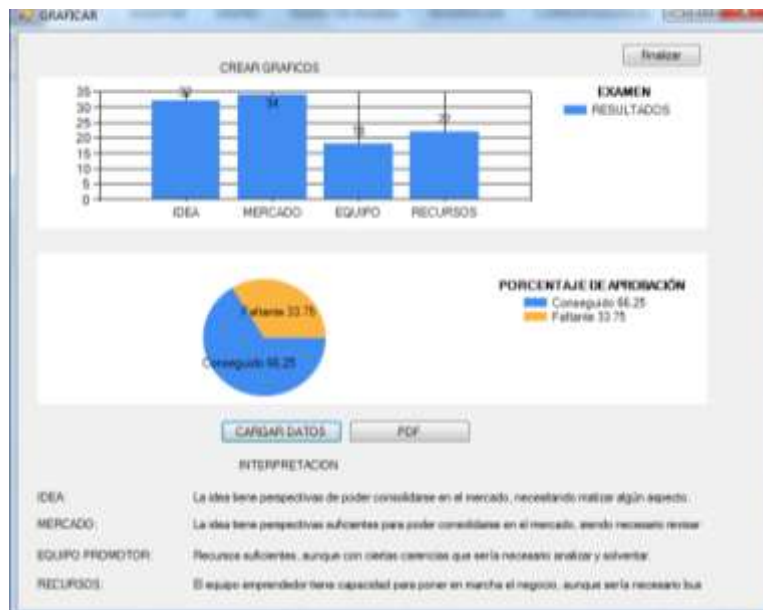 GRAFICAR
Finalizar
CREAR GRAFICOS
35
30
25
20
15
10
5
0
32
34
18
22
IDEA MERCADO EQUIPO RECURSOS
EXAMEN
RESULTADOS
Faltante 33.75
Conseguido 66.25
PORCENTAJE DE APROBACIÓN
Conseguido 66.25
Faltante 33.75
CARGAR DATOS PDF
INTERPRETACION
IDEA: La idea tiene perspectivas de poder consolidarse en el mercado, necesitando matizar algún aspecto.
MERCADO: La idea tiene perspectivas suficientes para poder consolidarse en el mercado, siendo necesario revisar
EQUIPO PROMOTOR: Recursos suficientes, aunque con ciertas carencias que sería necesario analizar y solventar.
RECURSOS: El equipo emprendedor tiene capacidad para poner en marcha el negocio, aunque sería necesario bus